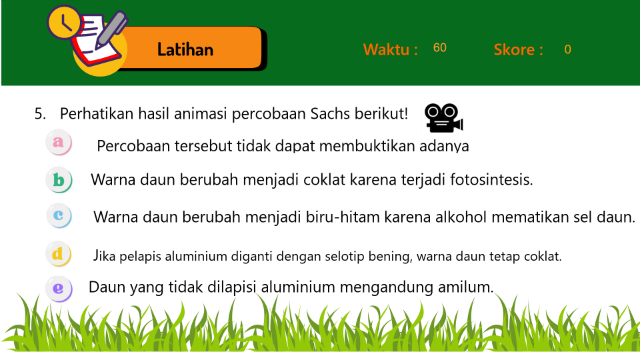 Latihan
Waktu : 60
Skore : 0
5. Perhatikan hasil animasi percobaan Sachs berikut!
a Percobaan tersebut tidak dapat membuktikan adanya
b Warna daun berubah menjadi coklat karena terjadi fotosintesis.
c Warna daun berubah menjadi biru-hitam karena alkohol mematikan sel daun.
d Jika pelapis aluminium diganti dengan selotip bening, warna daun tetap coklat.
e Daun yang tidak dilapisi aluminium mengandung amilum.